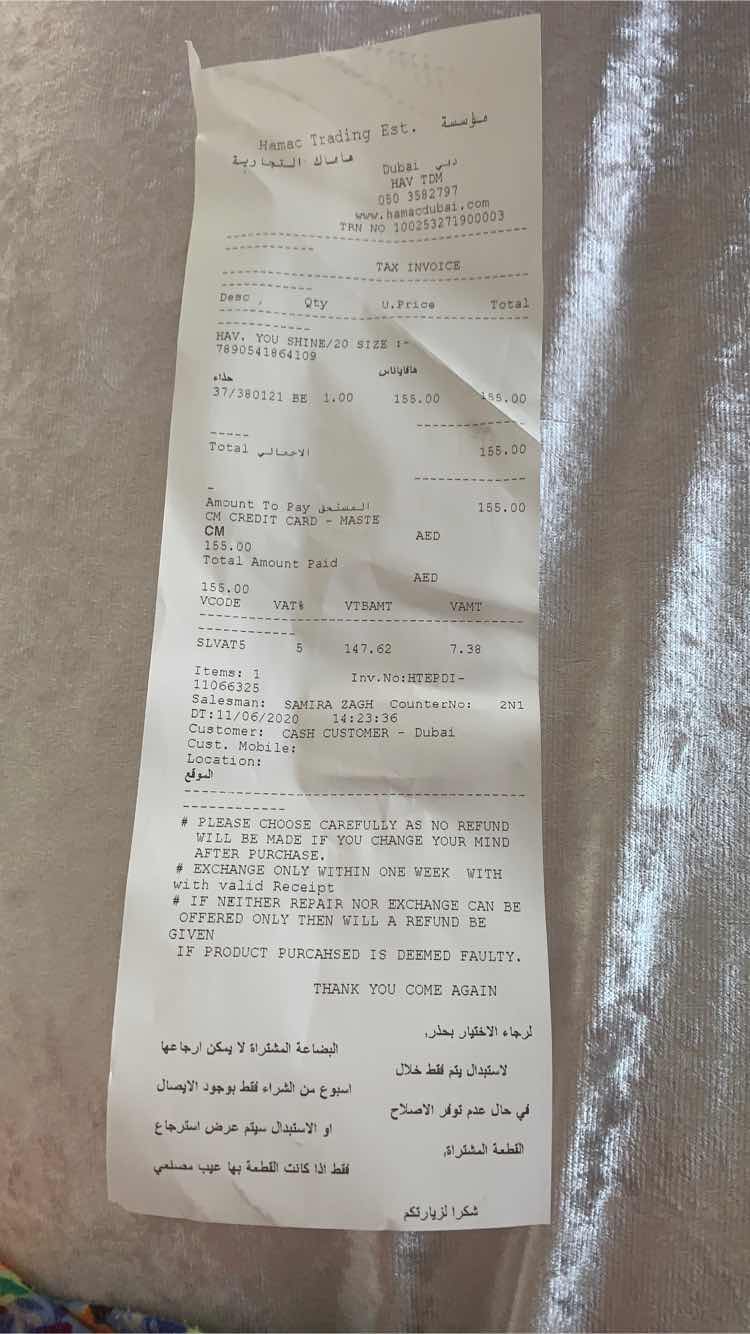 Hamac Trading Est. مؤسسة
هاماك التجارية
Dubai دبي
HAV TDM
050 3582797
www.hamacdubai.com
TRN NO 100253271900003
--------------------------------
----------
TAX INVOICE
--------------------------------
----------
Desc , Qty U.Price Total
--------------------------------
----------
HAV. YOU SHINE/20 SIZE :-
7890541864109
هافاياناس
حذاء
37/380121 BE 1.00 155.00 155.00
------------
-----
Total الاجمالي 155.00
------------
-
Amount To Pay المستحق 155.00
CM CREDIT CARD - MASTE
CM AED
155.00
Total Amount Paid
AED
155.00
VCODE VAT% VTBAMT VAMT
--------------------------------
----------
SLVAT5 5 147.62 7.38
Items: 1 Inv.No:HTEPDI-
11066325
Salesman: SAMIRA ZAGH CounterNo: 2N1
DT:11/06/2020 14:23:36
Customer: CASH CUSTOMER - Dubai
Cust. Mobile:
Location:
الموقع
--------------------------------
----------
# PLEASE CHOOSE CAREFULLY AS NO REFUND
WILL BE MADE IF YOU CHANGE YOUR MIND
AFTER PURCHASE.
# EXCHANGE ONLY WITHIN ONE WEEK WITH
with valid Receipt
# IF NEITHER REPAIR NOR EXCHANGE CAN BE
OFFERED ONLY THEN WILL A REFUND BE
GIVEN
IF PRODUCT PURCAHSED IS DEEMED FAULTY.
THANK YOU COME AGAIN
لرجاء الاختيار بحذر,
البضاعة المشتراة لا يمكن ارجاعها
لاستبدال يتم فقط خلال
اسبوع من الشراء فقط بوجود الايصال
في حال عدم توفر الاصلاح
او الاستبدال سيتم عرض استرجاع
القطعة المشتراة,
فقط اذا كانت القطعة بها عيب مصنعي
شكرا لزيارتكم